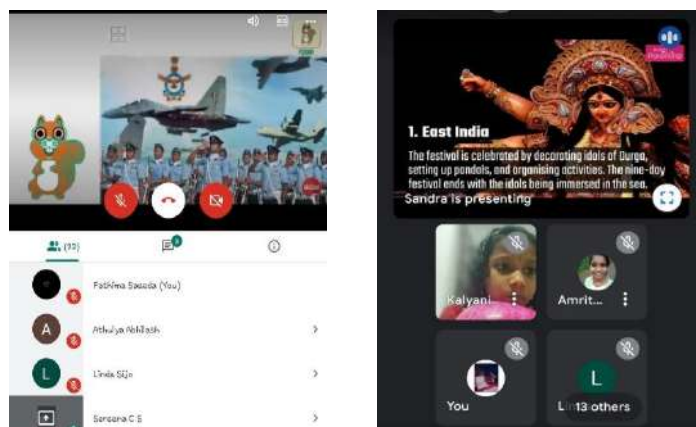 (93)
Fathima Saeeda (You)
A
Athulya Abhilash
L
Linda Sijo
1. East India
The festival is celebrated by decorating idols of Durga,
setting up pandals, and organising activities. The nine-day
festival ends with the idols being immersed in the sea.
Sandra is presenting
Kalyani...
Amrit...
You
L
13 others